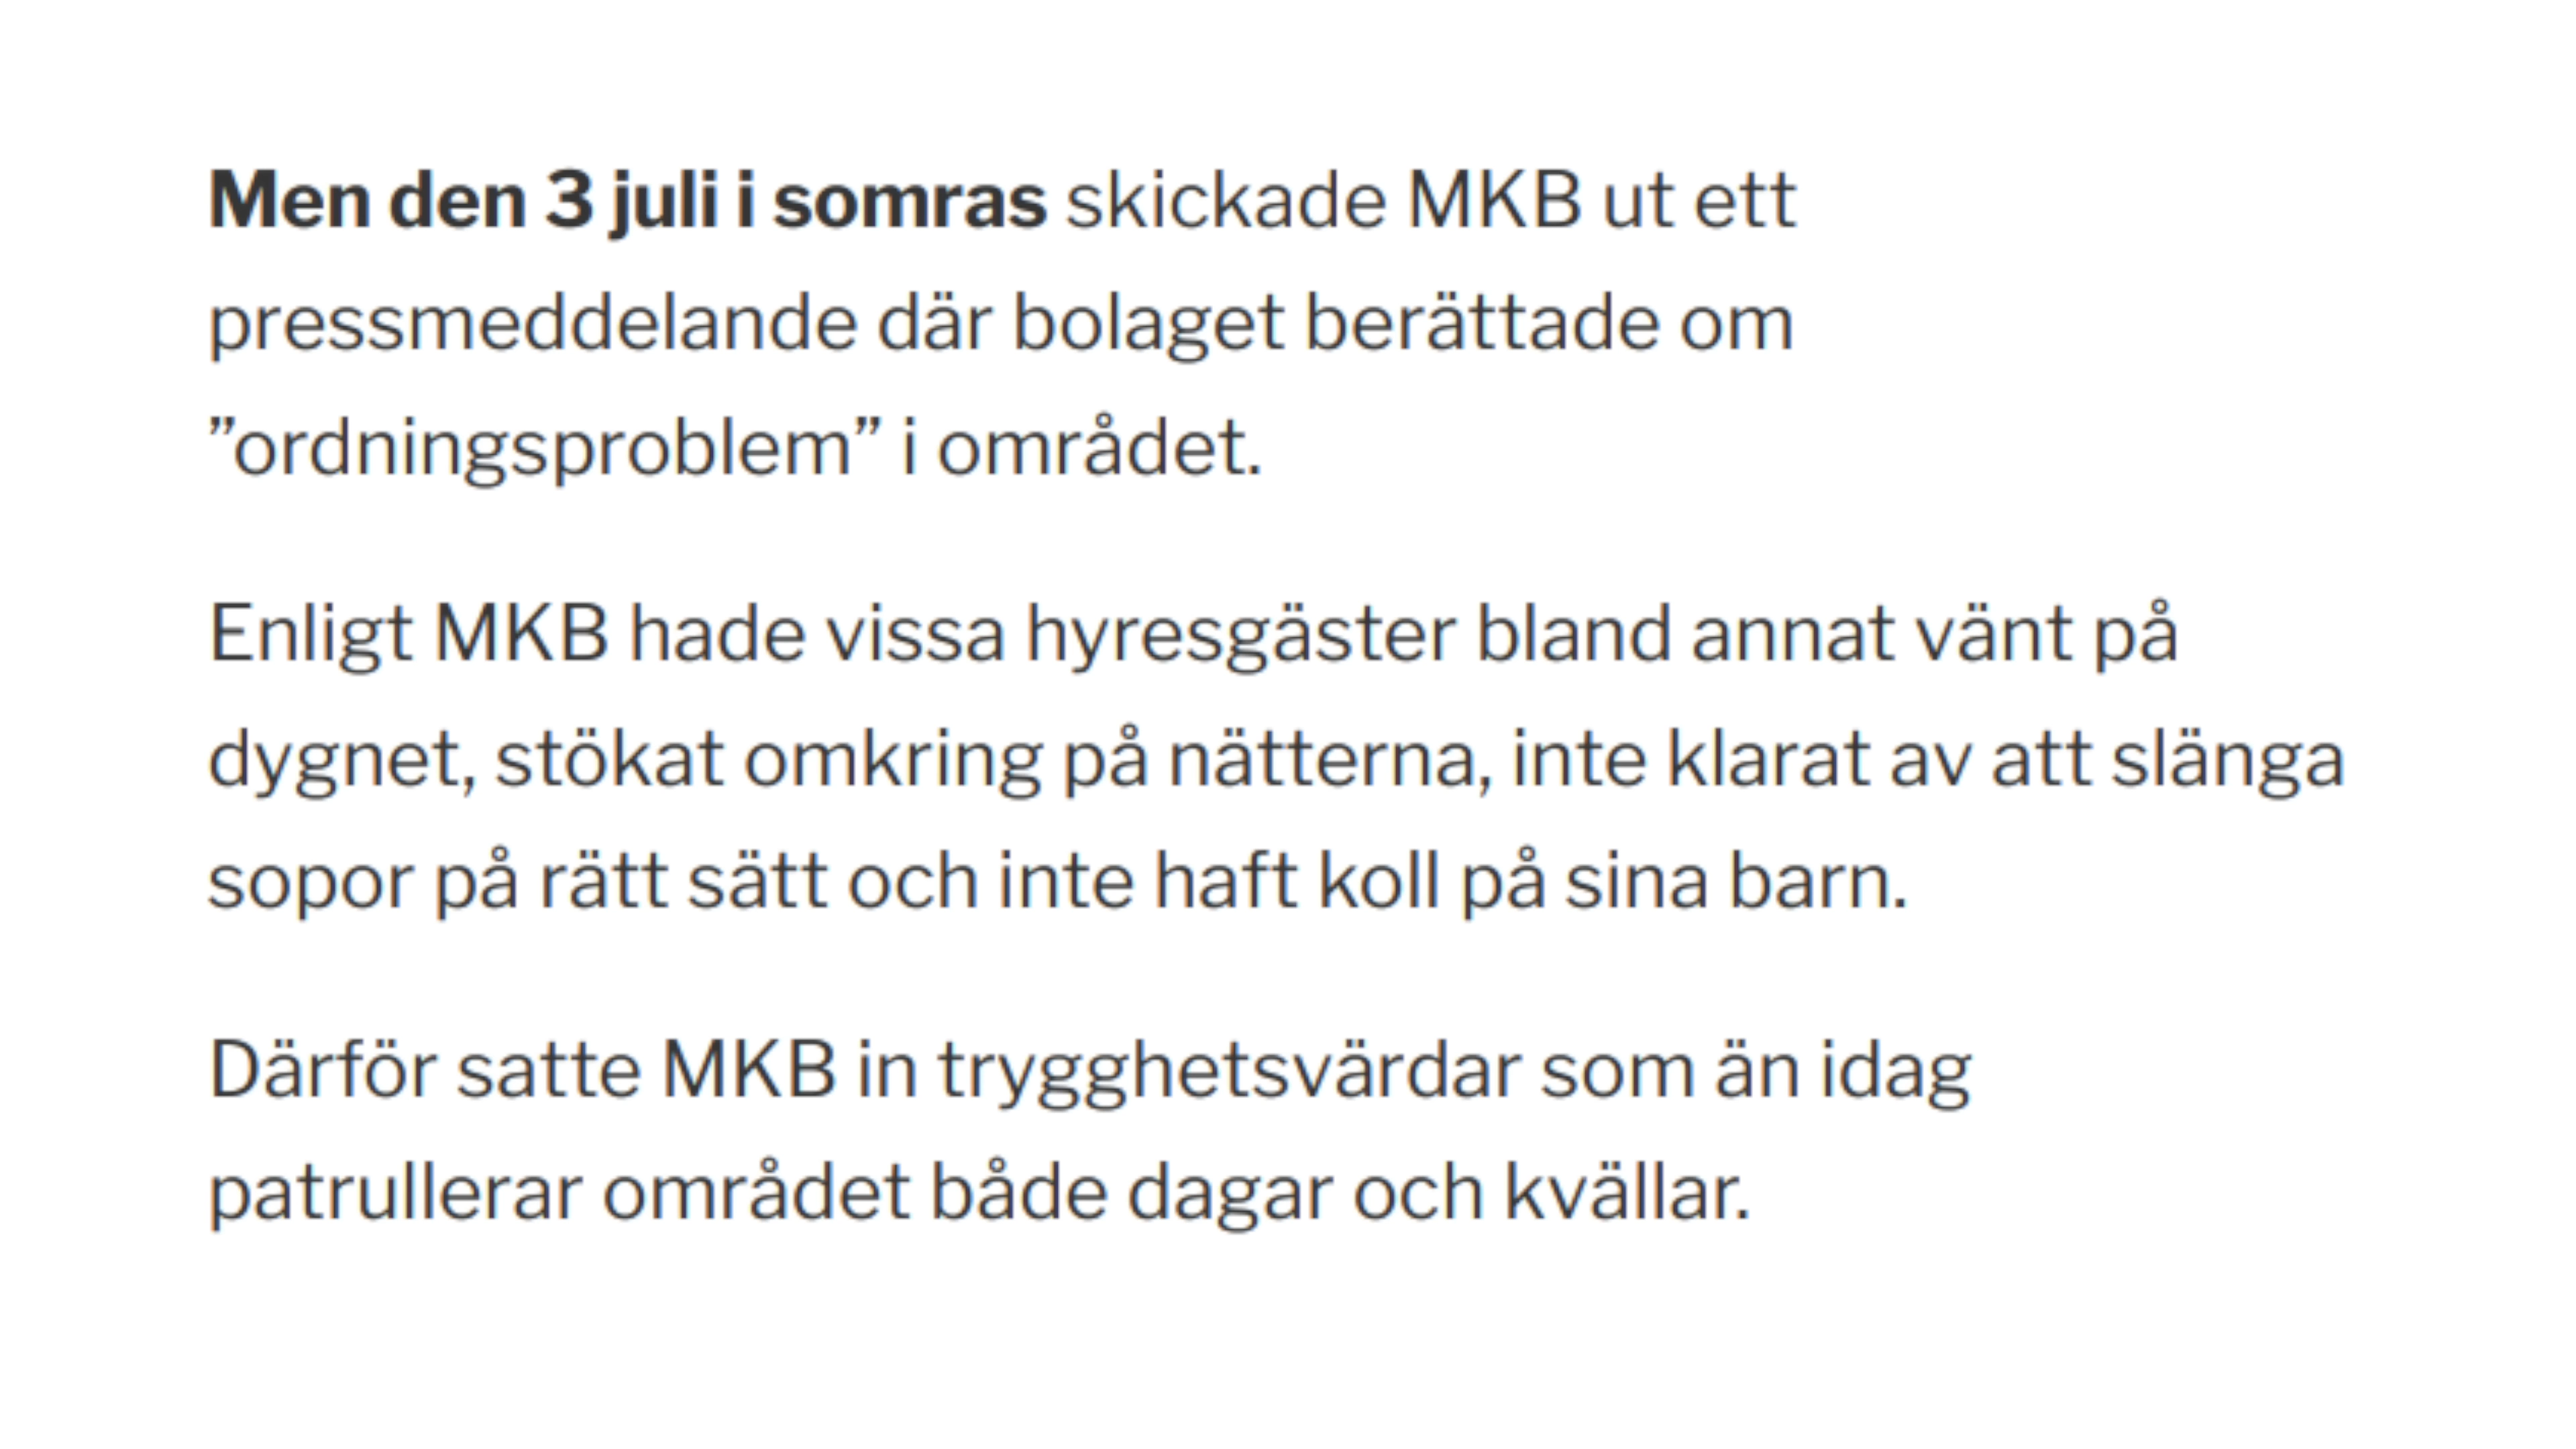 Men den 3 juli i somras skickade MKB ut ett
pressmeddelande där bolaget berättade om
”ordningsproblem” i området.
Enligt MKB hade vissa hyresgäster bland annat vänt på
dygnet, stökat omkring på nätterna, inte klarat av att slänga
sopor på rätt sätt och inte haft koll på sina barn.
Därför satte MKB in trygghetsvärdar som än idag
patrullerar området både dagar och kvällar.